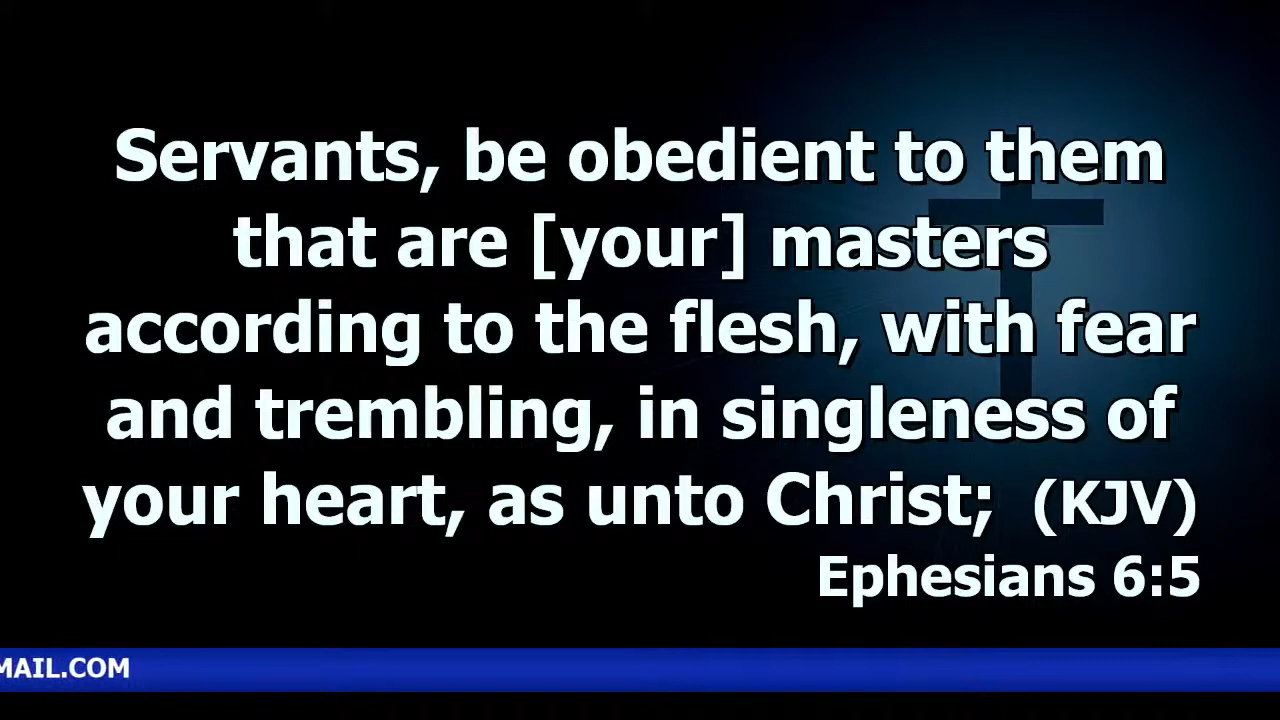 Servants, be obedient to them
that are [your] masters
according to the flesh, with fear
and trembling, in singleness of
your heart, as unto Christ; (KJV)
Ephesians 6:5
MAIL.COM